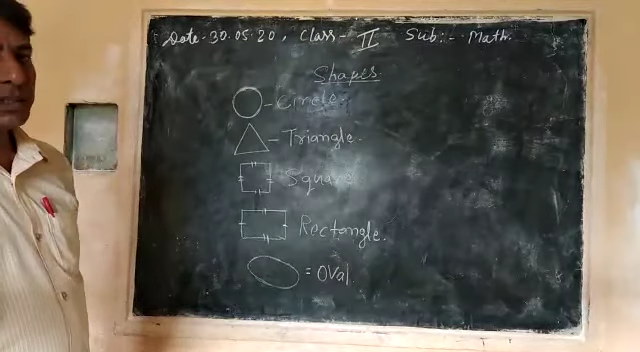 Date-30.05.20, Class- II Sub:- Math.
Shapes
- Circle.
- Triangle.
Square
Rectangle.
= Oval